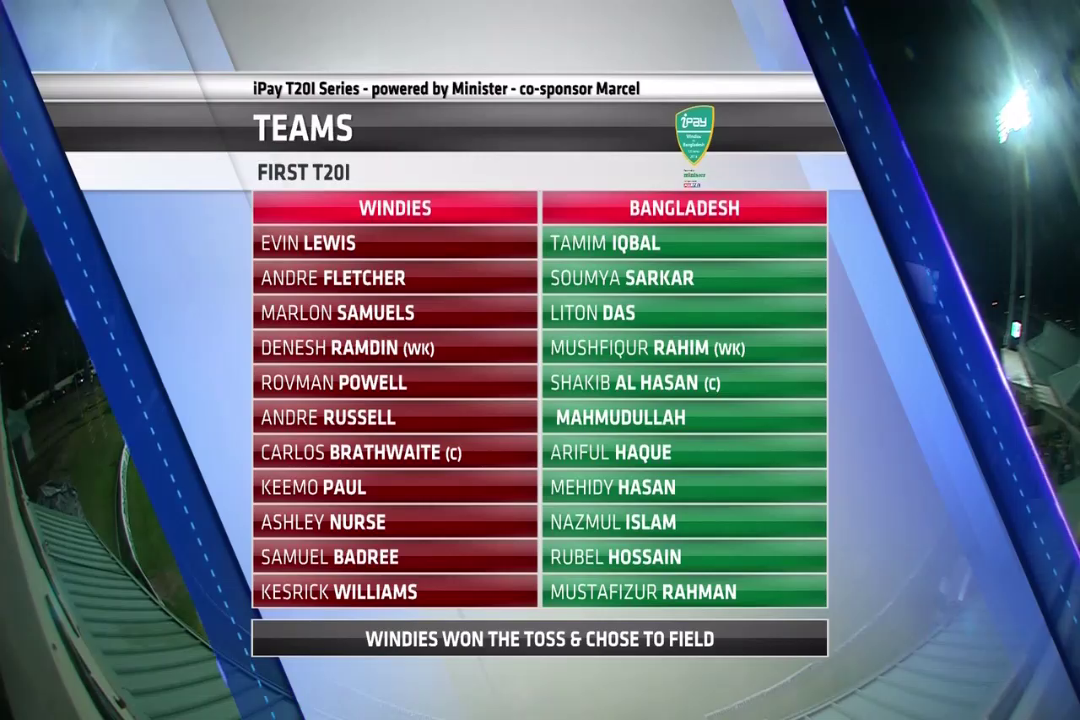 iPay T20I Series - powered by Minister - co-sponsor Marcel
TEAMS
iPay
Windies
Bangladesh
FIRST T20I
WINDIES BANGLADESH
EVIN LEWIS TAMIM IQBAL
ANDRE FLETCHER SOUMYA SARKAR
MARLON SAMUELS LITON DAS
DENESH RAMDIN (WK) MUSHFIQUR RAHIM (WK)
ROVMAN POWELL SHAKIB AL HASAN (C)
ANDRE RUSSELL MAHMUDULLAH
CARLOS BRATHWAITE (C) ARIFUL HAQUE
KEEMO PAUL MEHIDY HASAN
ASHLEY NURSE NAZMUL ISLAM
SAMUEL BADREE RUBEL HOSSAIN
KESRICK WILLIAMS MUSTAFIZUR RAHMAN
WINDIES WON THE TOSS & CHOSE TO FIELD